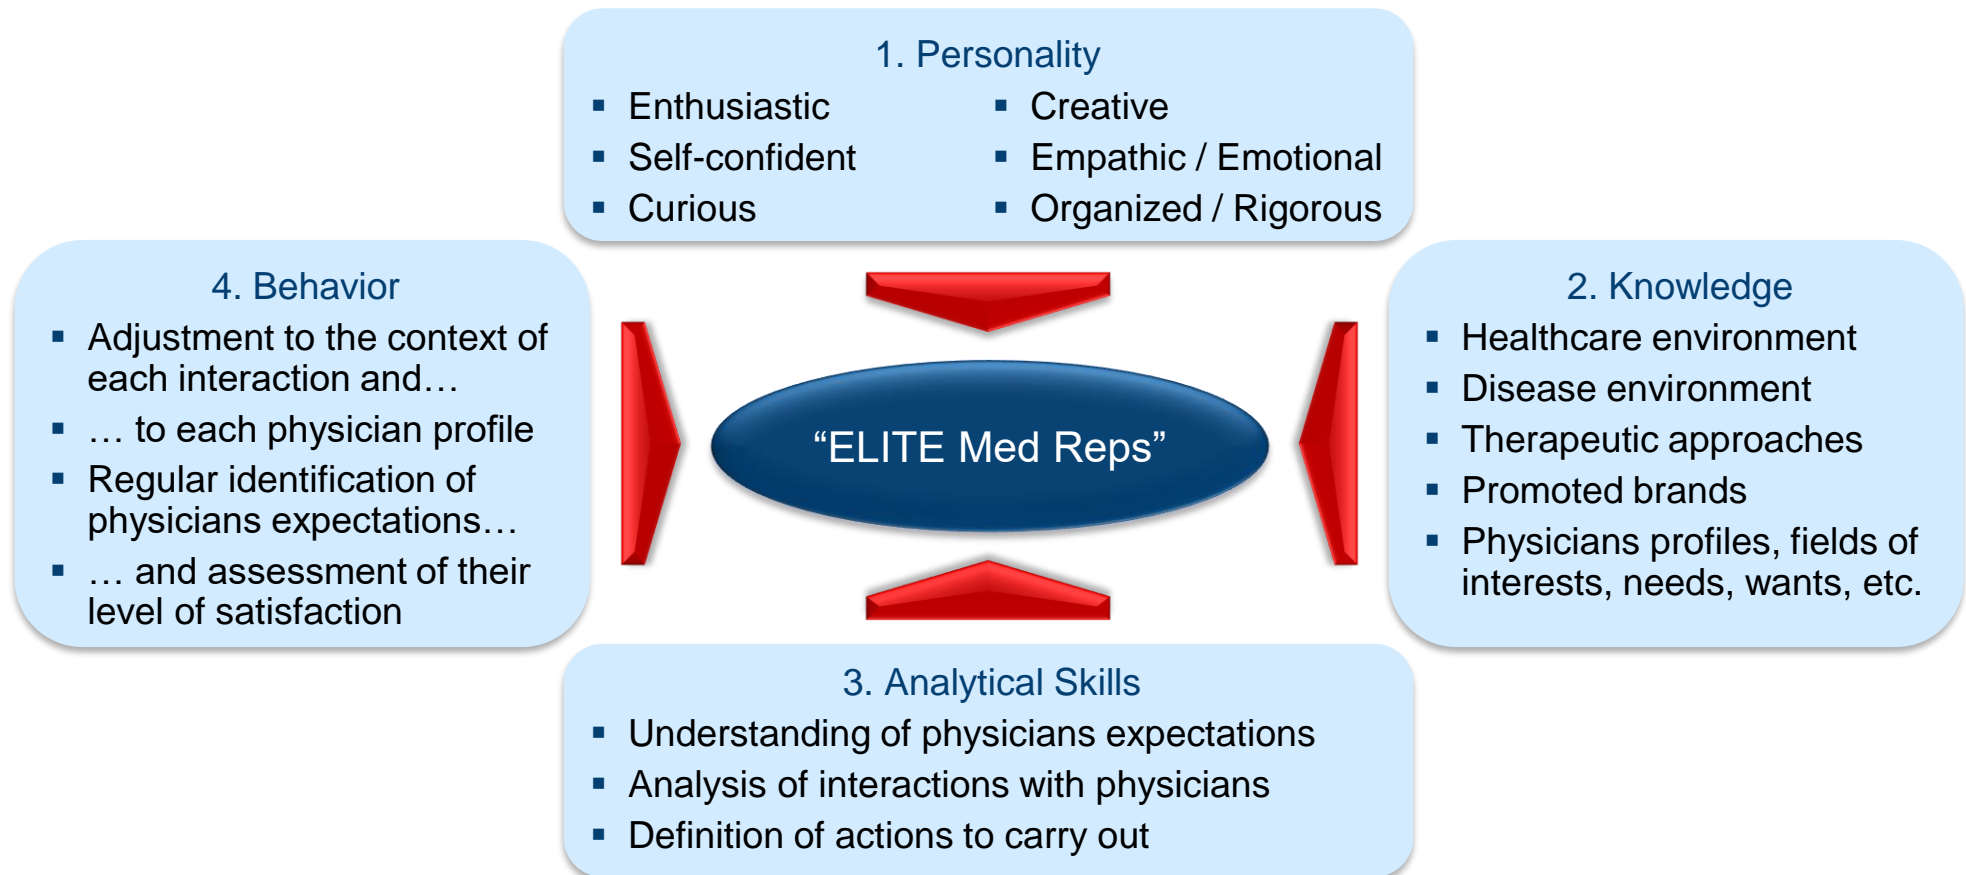 1. Personality
▪ Enthusiastic
▪ Self-confident
▪ Curious
▪ Creative
▪ Empathic / Emotional
▪ Organized / Rigorous
2. Knowledge
▪ Healthcare environment
▪ Disease environment
▪ Therapeutic approaches
▪ Promoted brands
▪ Physicians profiles, fields of
interests, needs, wants, etc.
3. Analytical Skills
▪ Understanding of physicians expectations
▪ Analysis of interactions with physicians
▪ Definition of actions to carry out
4. Behavior
▪ Adjustment to the context of
each interaction and…
▪ … to each physician profile
▪ Regular identification of
physicians expectations…
▪ … and assessment of their
level of satisfaction
“ELITE Med Reps”